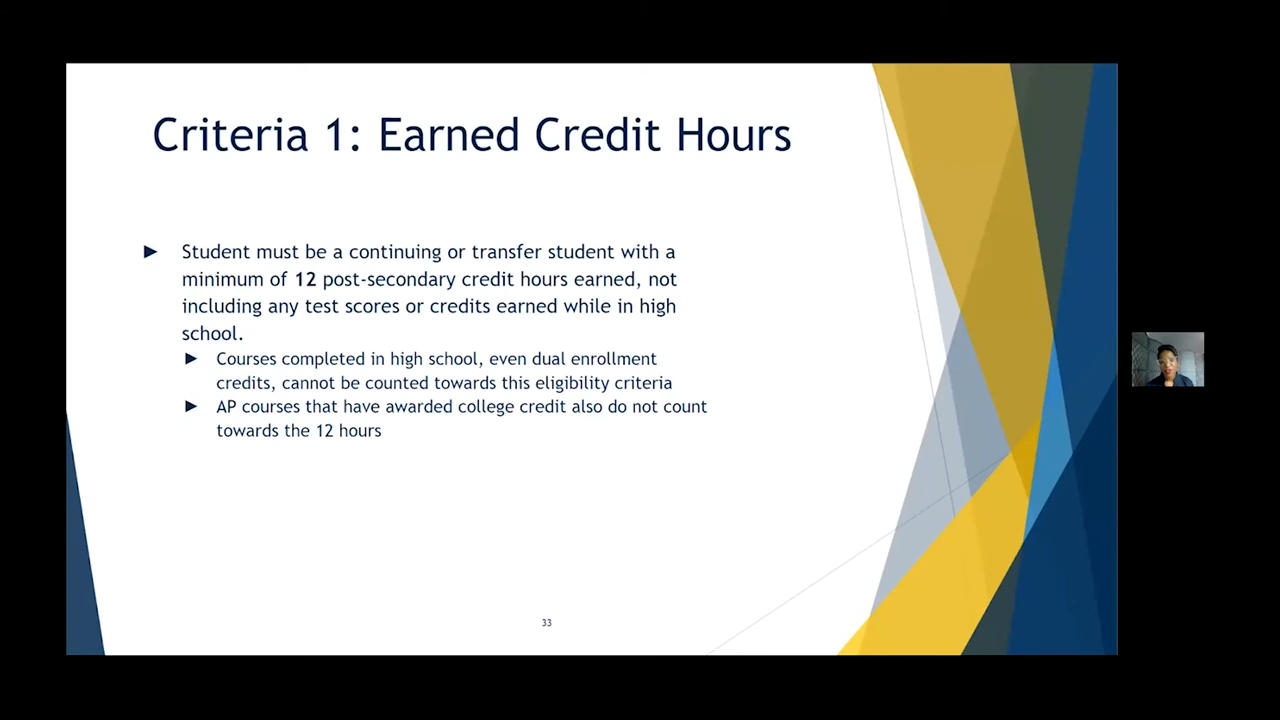 Criteria 1: Earned Credit Hours
► Student must be a continuing or transfer student with a
minimum of 12 post-secondary credit hours earned, not
including any test scores or credits earned while in high
school.
► Courses completed in high school, even dual enrollment
credits, cannot be counted towards this eligibility criteria
► AP courses that have awarded college credit also do not count
towards the 12 hours
33